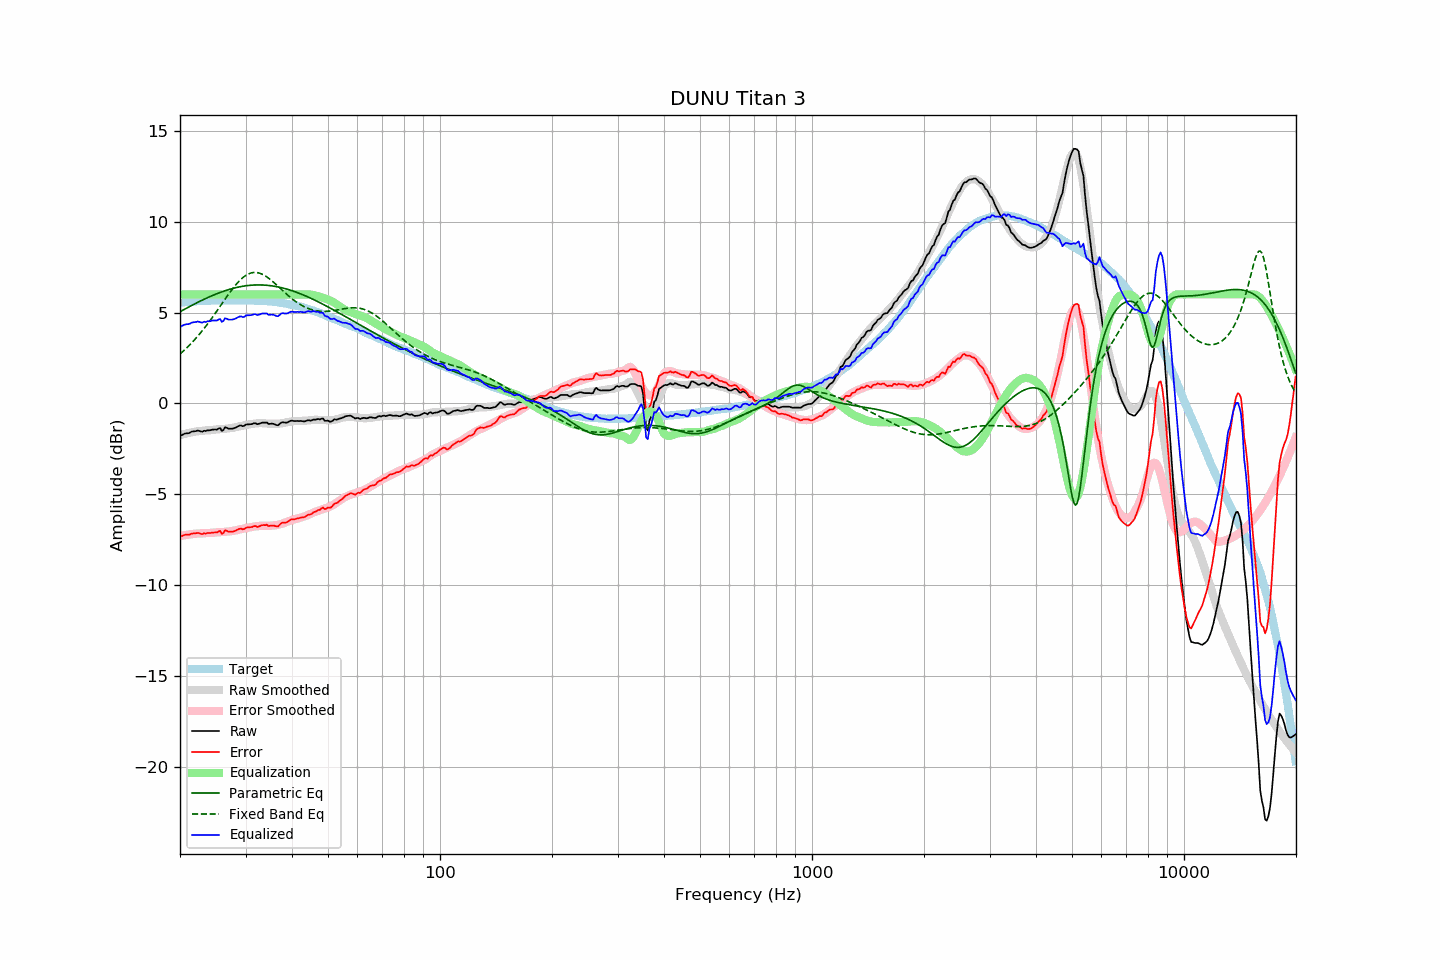 DUNU Titan 3
15
10
5
0
−5
−10
−15
−20
Amplitude (dBr)
Target
Raw Smoothed
Error Smoothed
Raw
Error
Equalization
Parametric Eq
Fixed Band Eq
Equalized
100
1000
10000
Frequency (Hz)